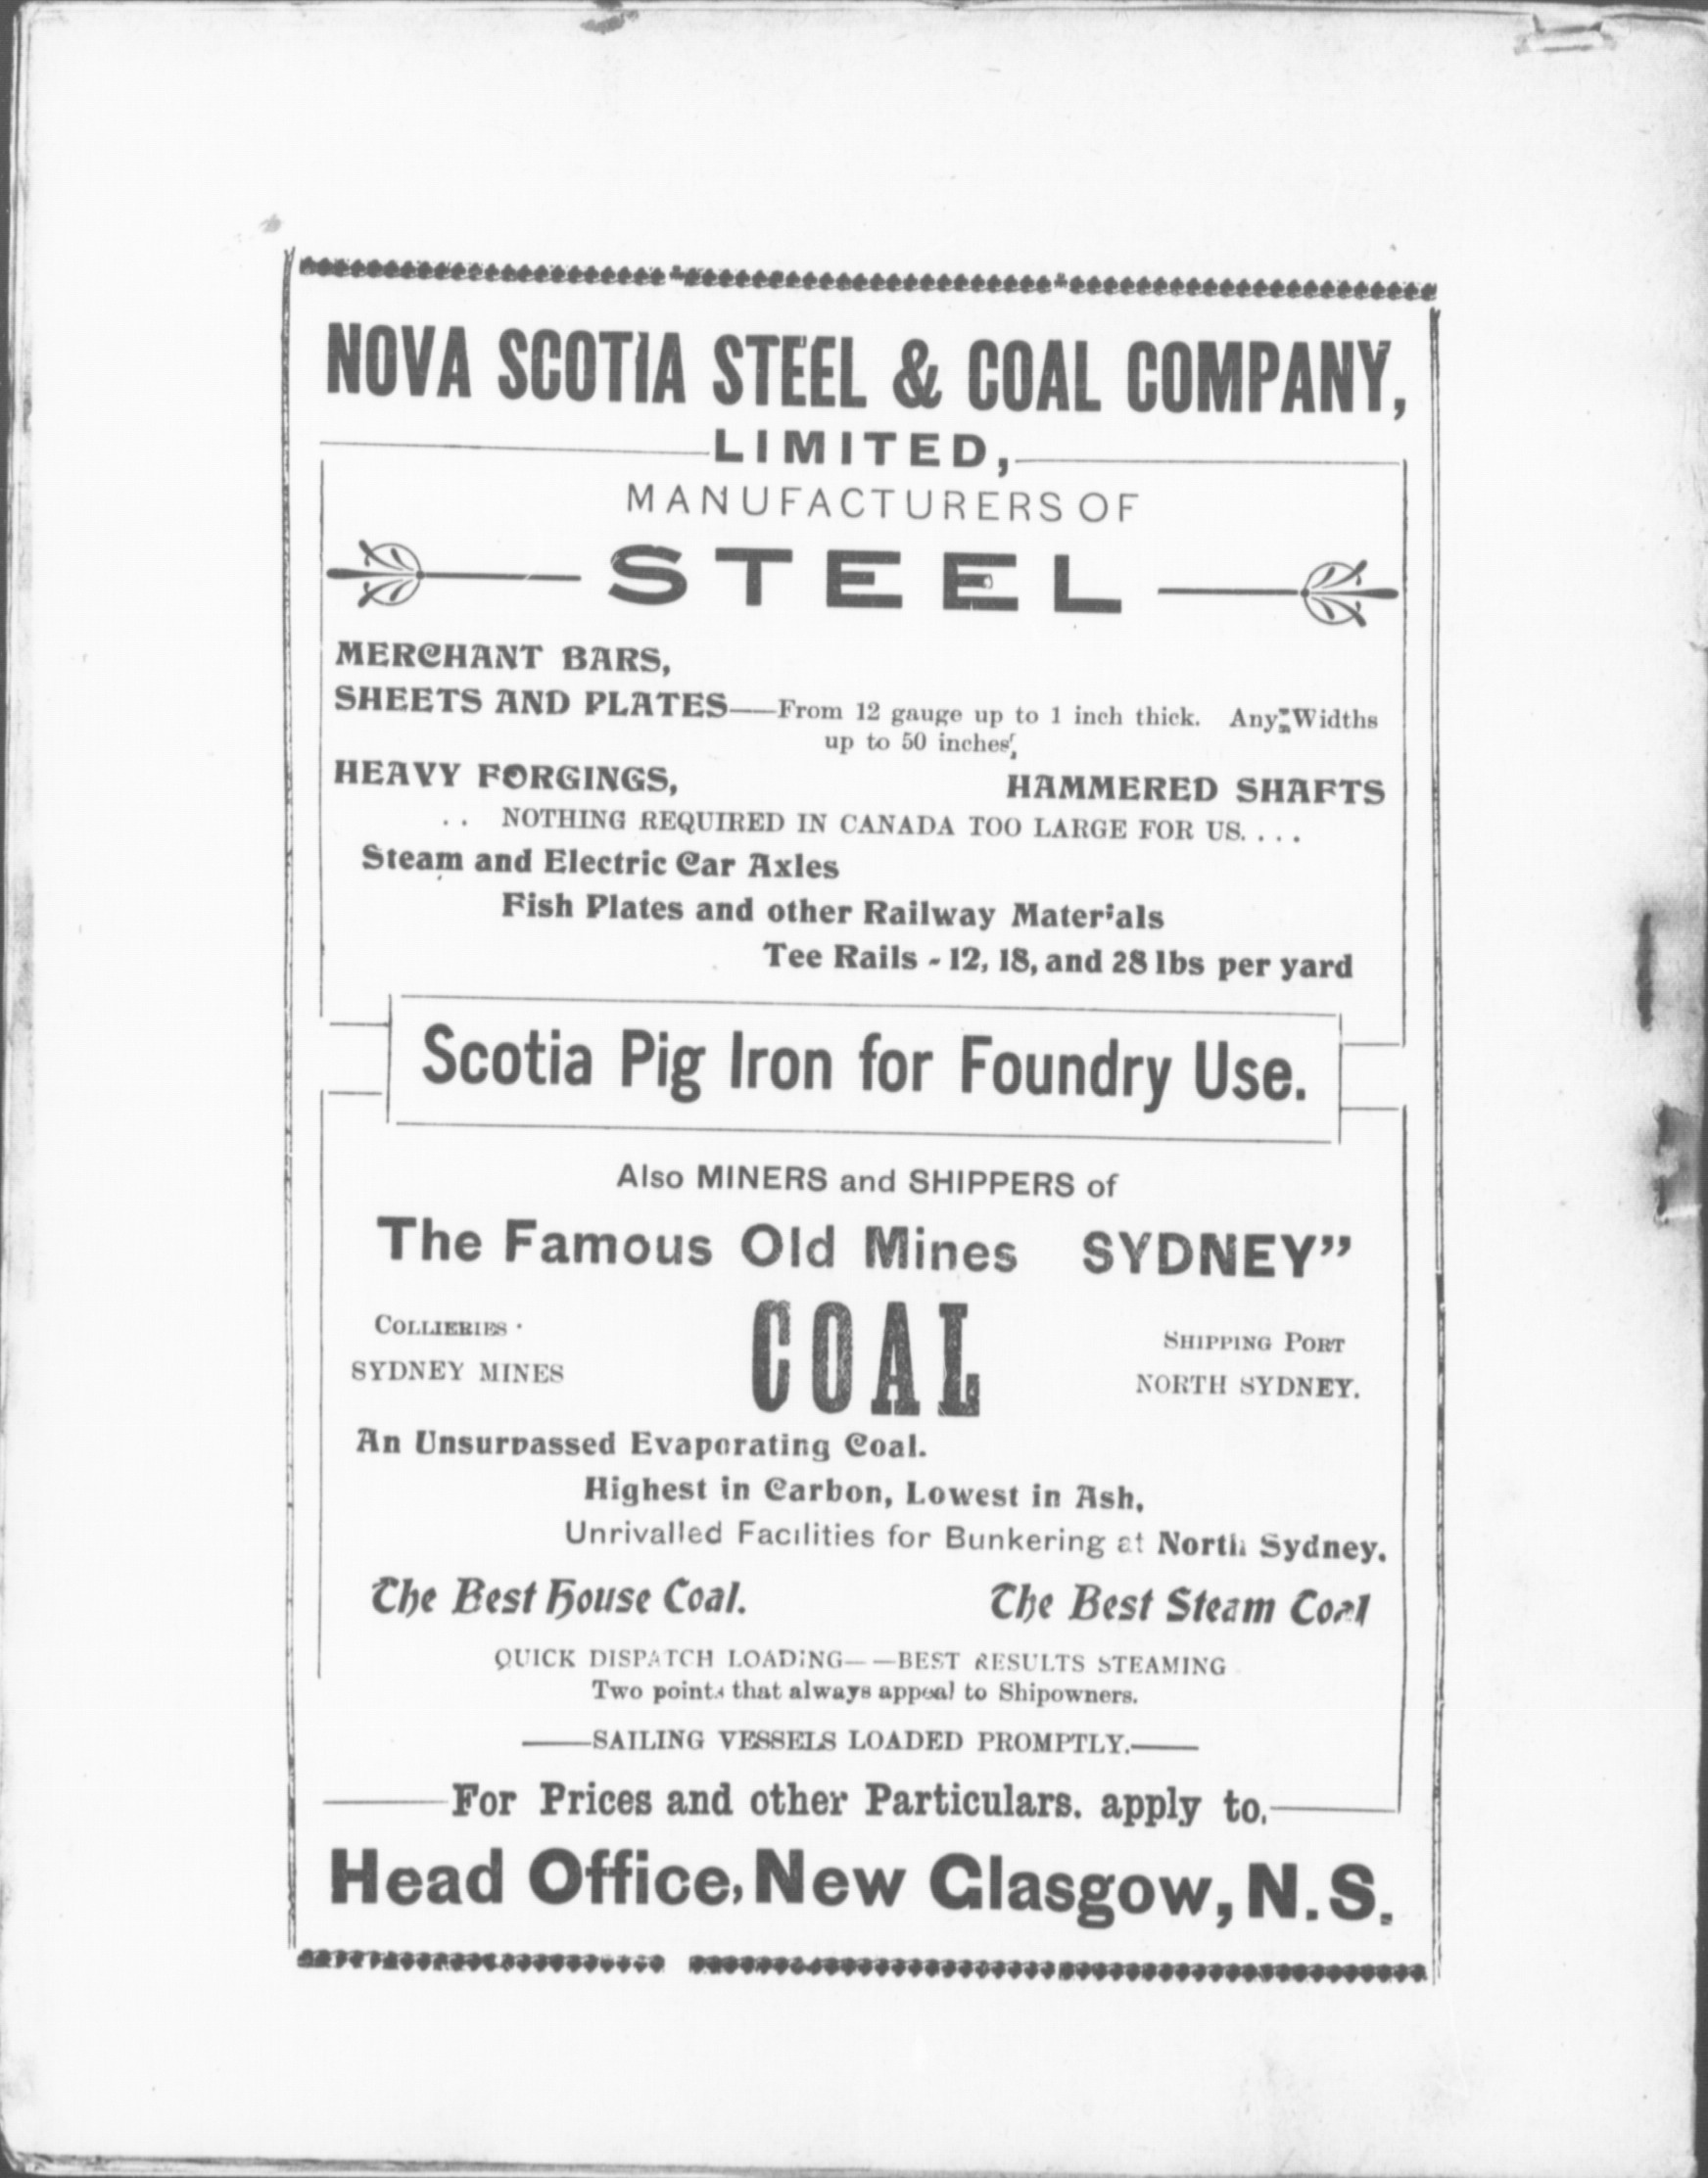 NOVA SCOTIA STEEL & COAL COMPANY,
LIMITED,
MANUFACTURERS OF
STEEL
MERCHANT BARS,
SHEETS AND PLATES—From 12 gauge up to 1 inch thick. Any Widths
up to 50 inches,
HEAVY FORGINGS, HAMMERED SHAFTS
. . NOTHING REQUIRED IN CANADA TOO LARGE FOR US. . . .
Steam and Electric Car Axles
Fish Plates and other Railway Materials
Tee Rails - 12, 18, and 28 lbs per yard
Scotia Pig Iron for Foundry Use.
Also MINERS and SHIPPERS of
The Famous Old Mines SYDNEY”
COAL
COLLIERIES ·
SYDNEY MINES
SHIPPING PORT
NORTH SYDNEY.
An Unsurpassed Evaporating Coal.
Highest in Carbon, Lowest in Ash,
Unrivalled Facilities for Bunkering at North Sydney.
The Best House Coal. The Best Steam Coal
QUICK DISPATCH LOADING— —BEST RESULTS STEAMING
Two points that always appeal to Shipowners.
—SAILING VESSELS LOADED PROMPTLY.—
For Prices and other Particulars. apply to,
Head Office, New Glasgow, N.S.